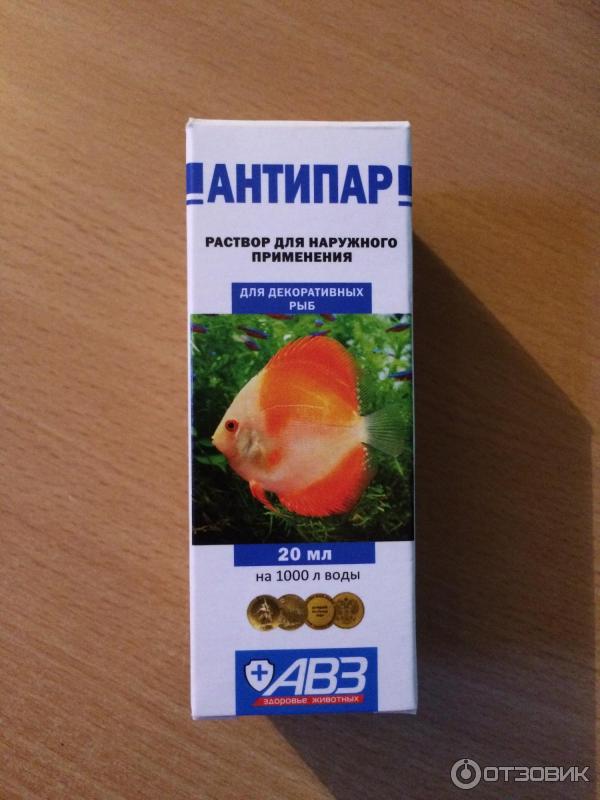 АНТИПАР
РАСТВОР ДЛЯ НАРУЖНОГО
ПРИМЕНЕНИЯ
ДЛЯ ДЕКОРАТИВНЫХ
РЫБ
20 мл
на 1000 л воды
АВЗ
здоровье животных
ОТЗОВИК